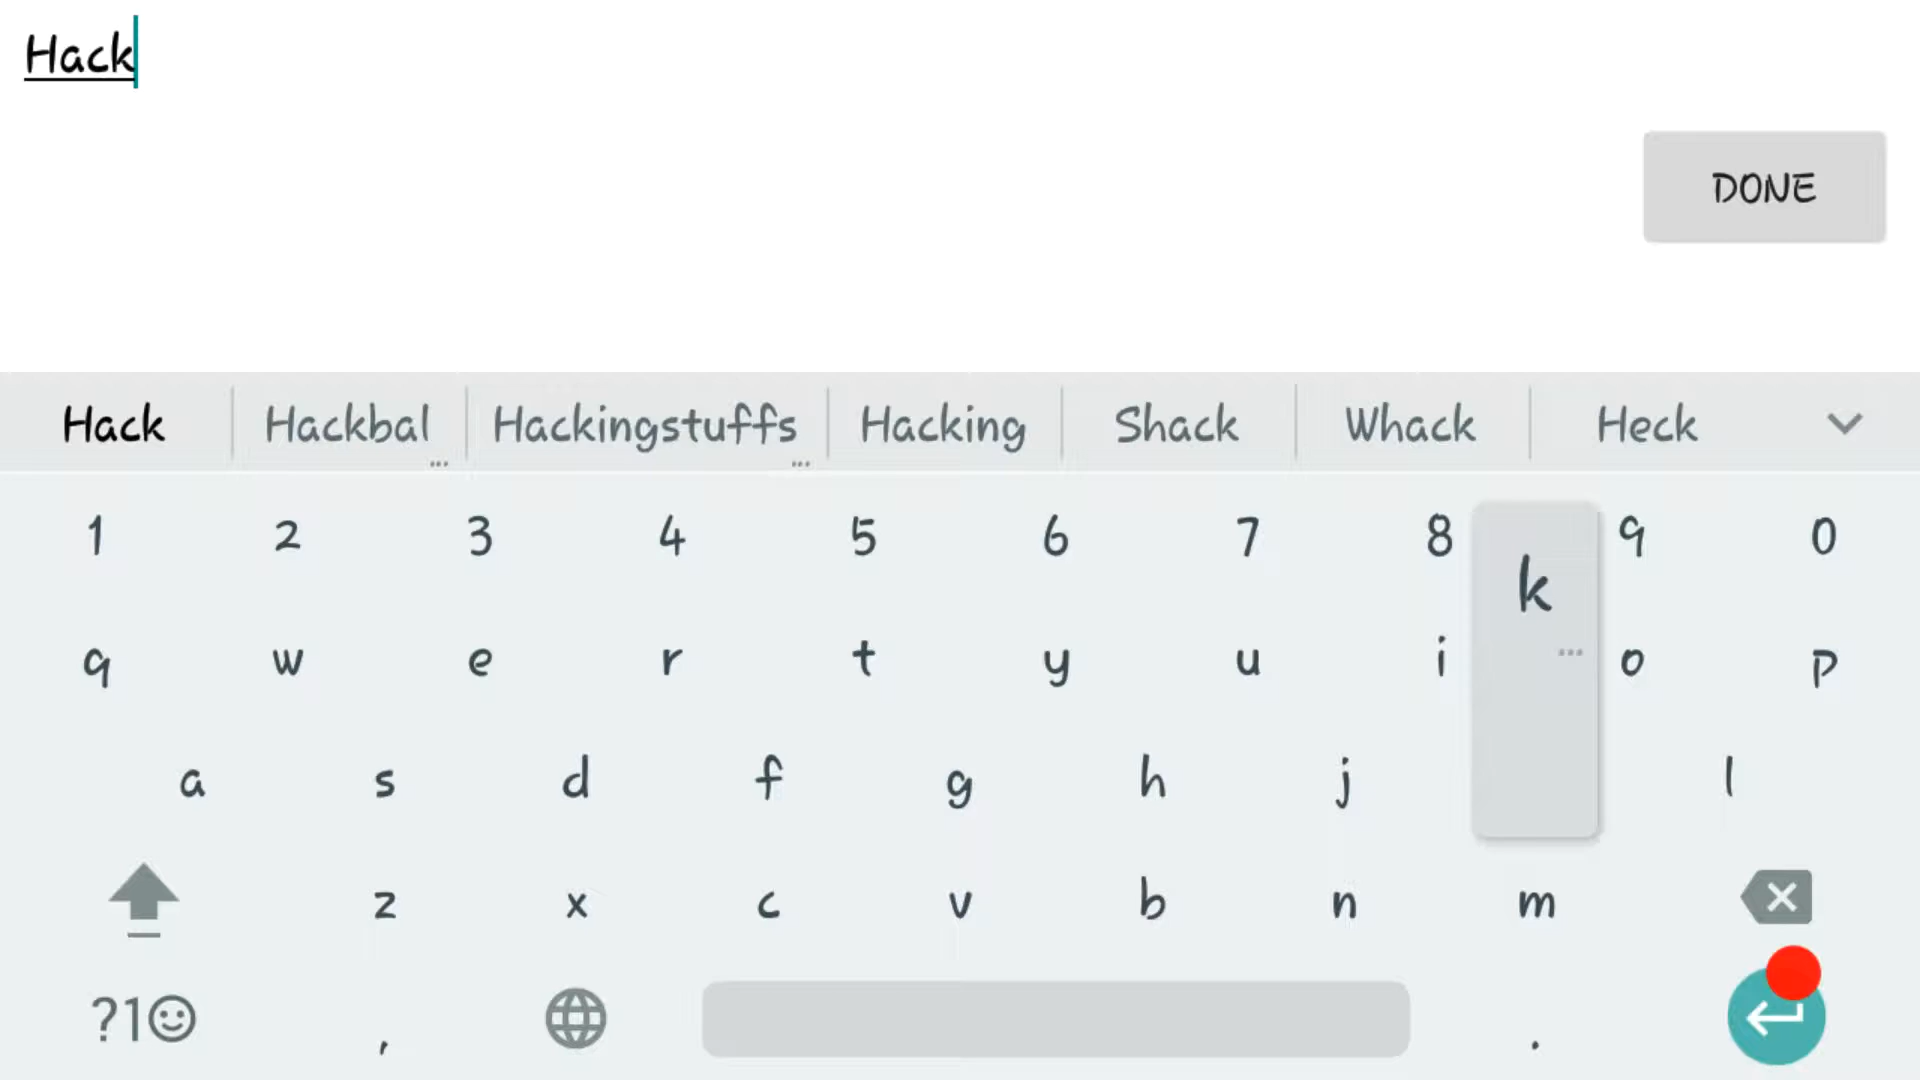 Hack
DONE
Hack Hackbal Hackingstuffs Hacking Shack Whack Heck
1 2 3 4 5 6 7 8 9 0
k
q w e r t y u i o p
a s d f g h j l
z x c v b n m
?1☺ , .